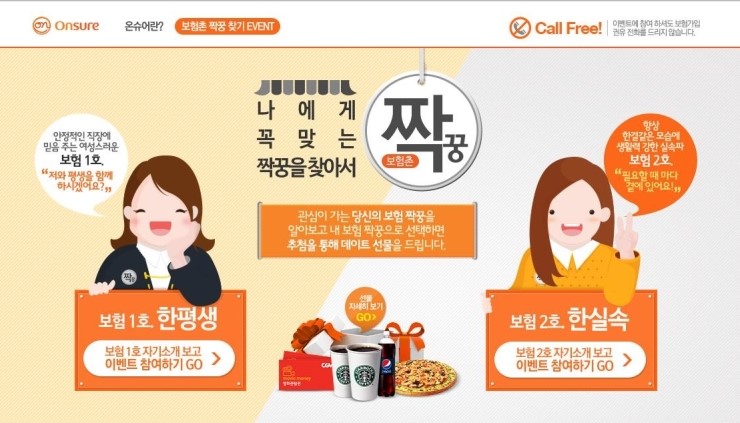 Onsure
온슈어란?
보험촌 짝꿍 찾기 EVENT
Call Free!
이벤트에 참여 하셔도 보험가입
권유 전화를 드리지 않습니다.
나에게
꼭 맞는
짝꿍을 찾아서
짝꿍
보험촌
안정적인 직장에
믿음 주는 여성스러운
보험 1호.
"저와 평생을 함께
하시겠어요?"
항상
한결같은 모습에
생활력 강한 실속파
보험 2호.
"필요할 때 마다
곁에 있어요!"
관심이 가는 당신의 보험 짝꿍을
알아보고 내 보험 짝꿍으로 선택하면
추첨을 통해 데이트 선물을 드립니다.
짝
보험 1호. 한평생
보험 1호 자기소개 보고
이벤트 참여하기 GO
선물
자세히 보기
GO
보험 2호. 한실속
보험 2호 자기소개 보고
이벤트 참여하기 GO
pepsi